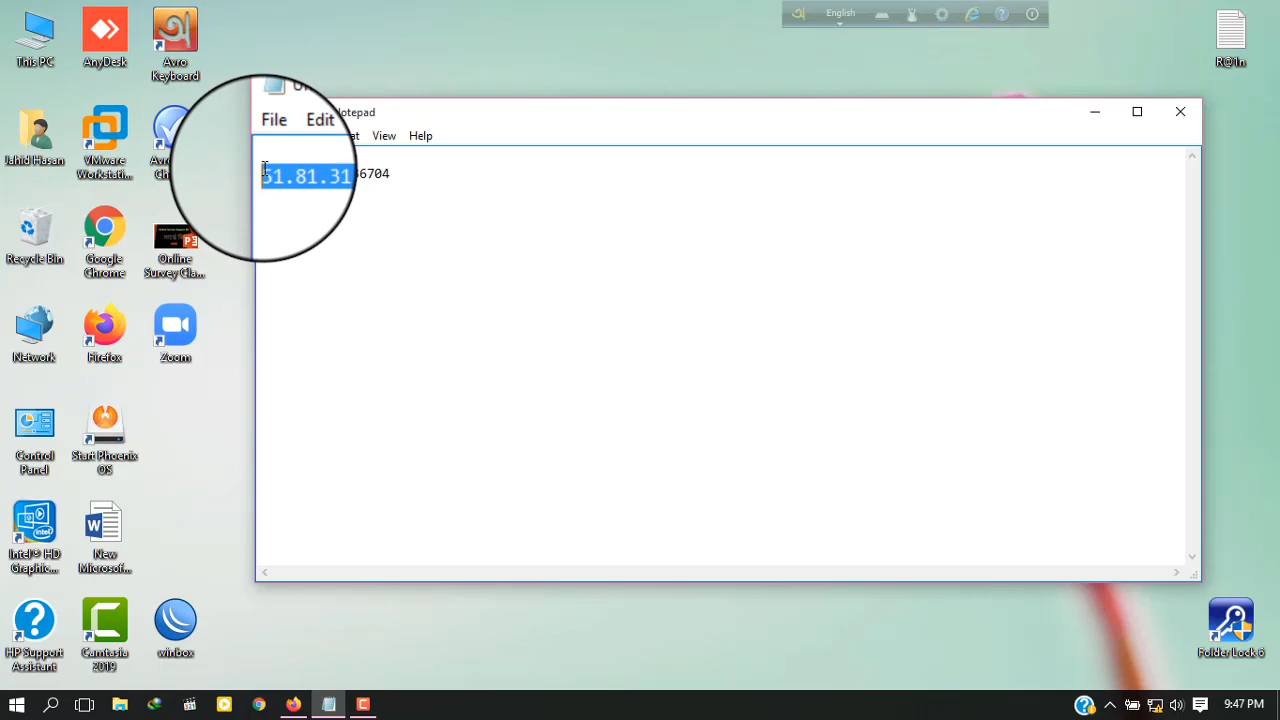 English
This PC
AnyDesk
Avro
Keyboard
R@1n
Notepad
File Edit View Help
51.81.31 6704
Jahid Hasan
VMware
Workstati...
Recycle Bin
Google
Chrome
Online
Survey Cla...
Network
Firefox
Zoom
Control
Panel
Start Phoenix
OS
Intel® HD
Graphic...
New
Microsof...
HP Support
Assistant
Camtasia
2019
winbox
Folder Lock 6
9:47 PM